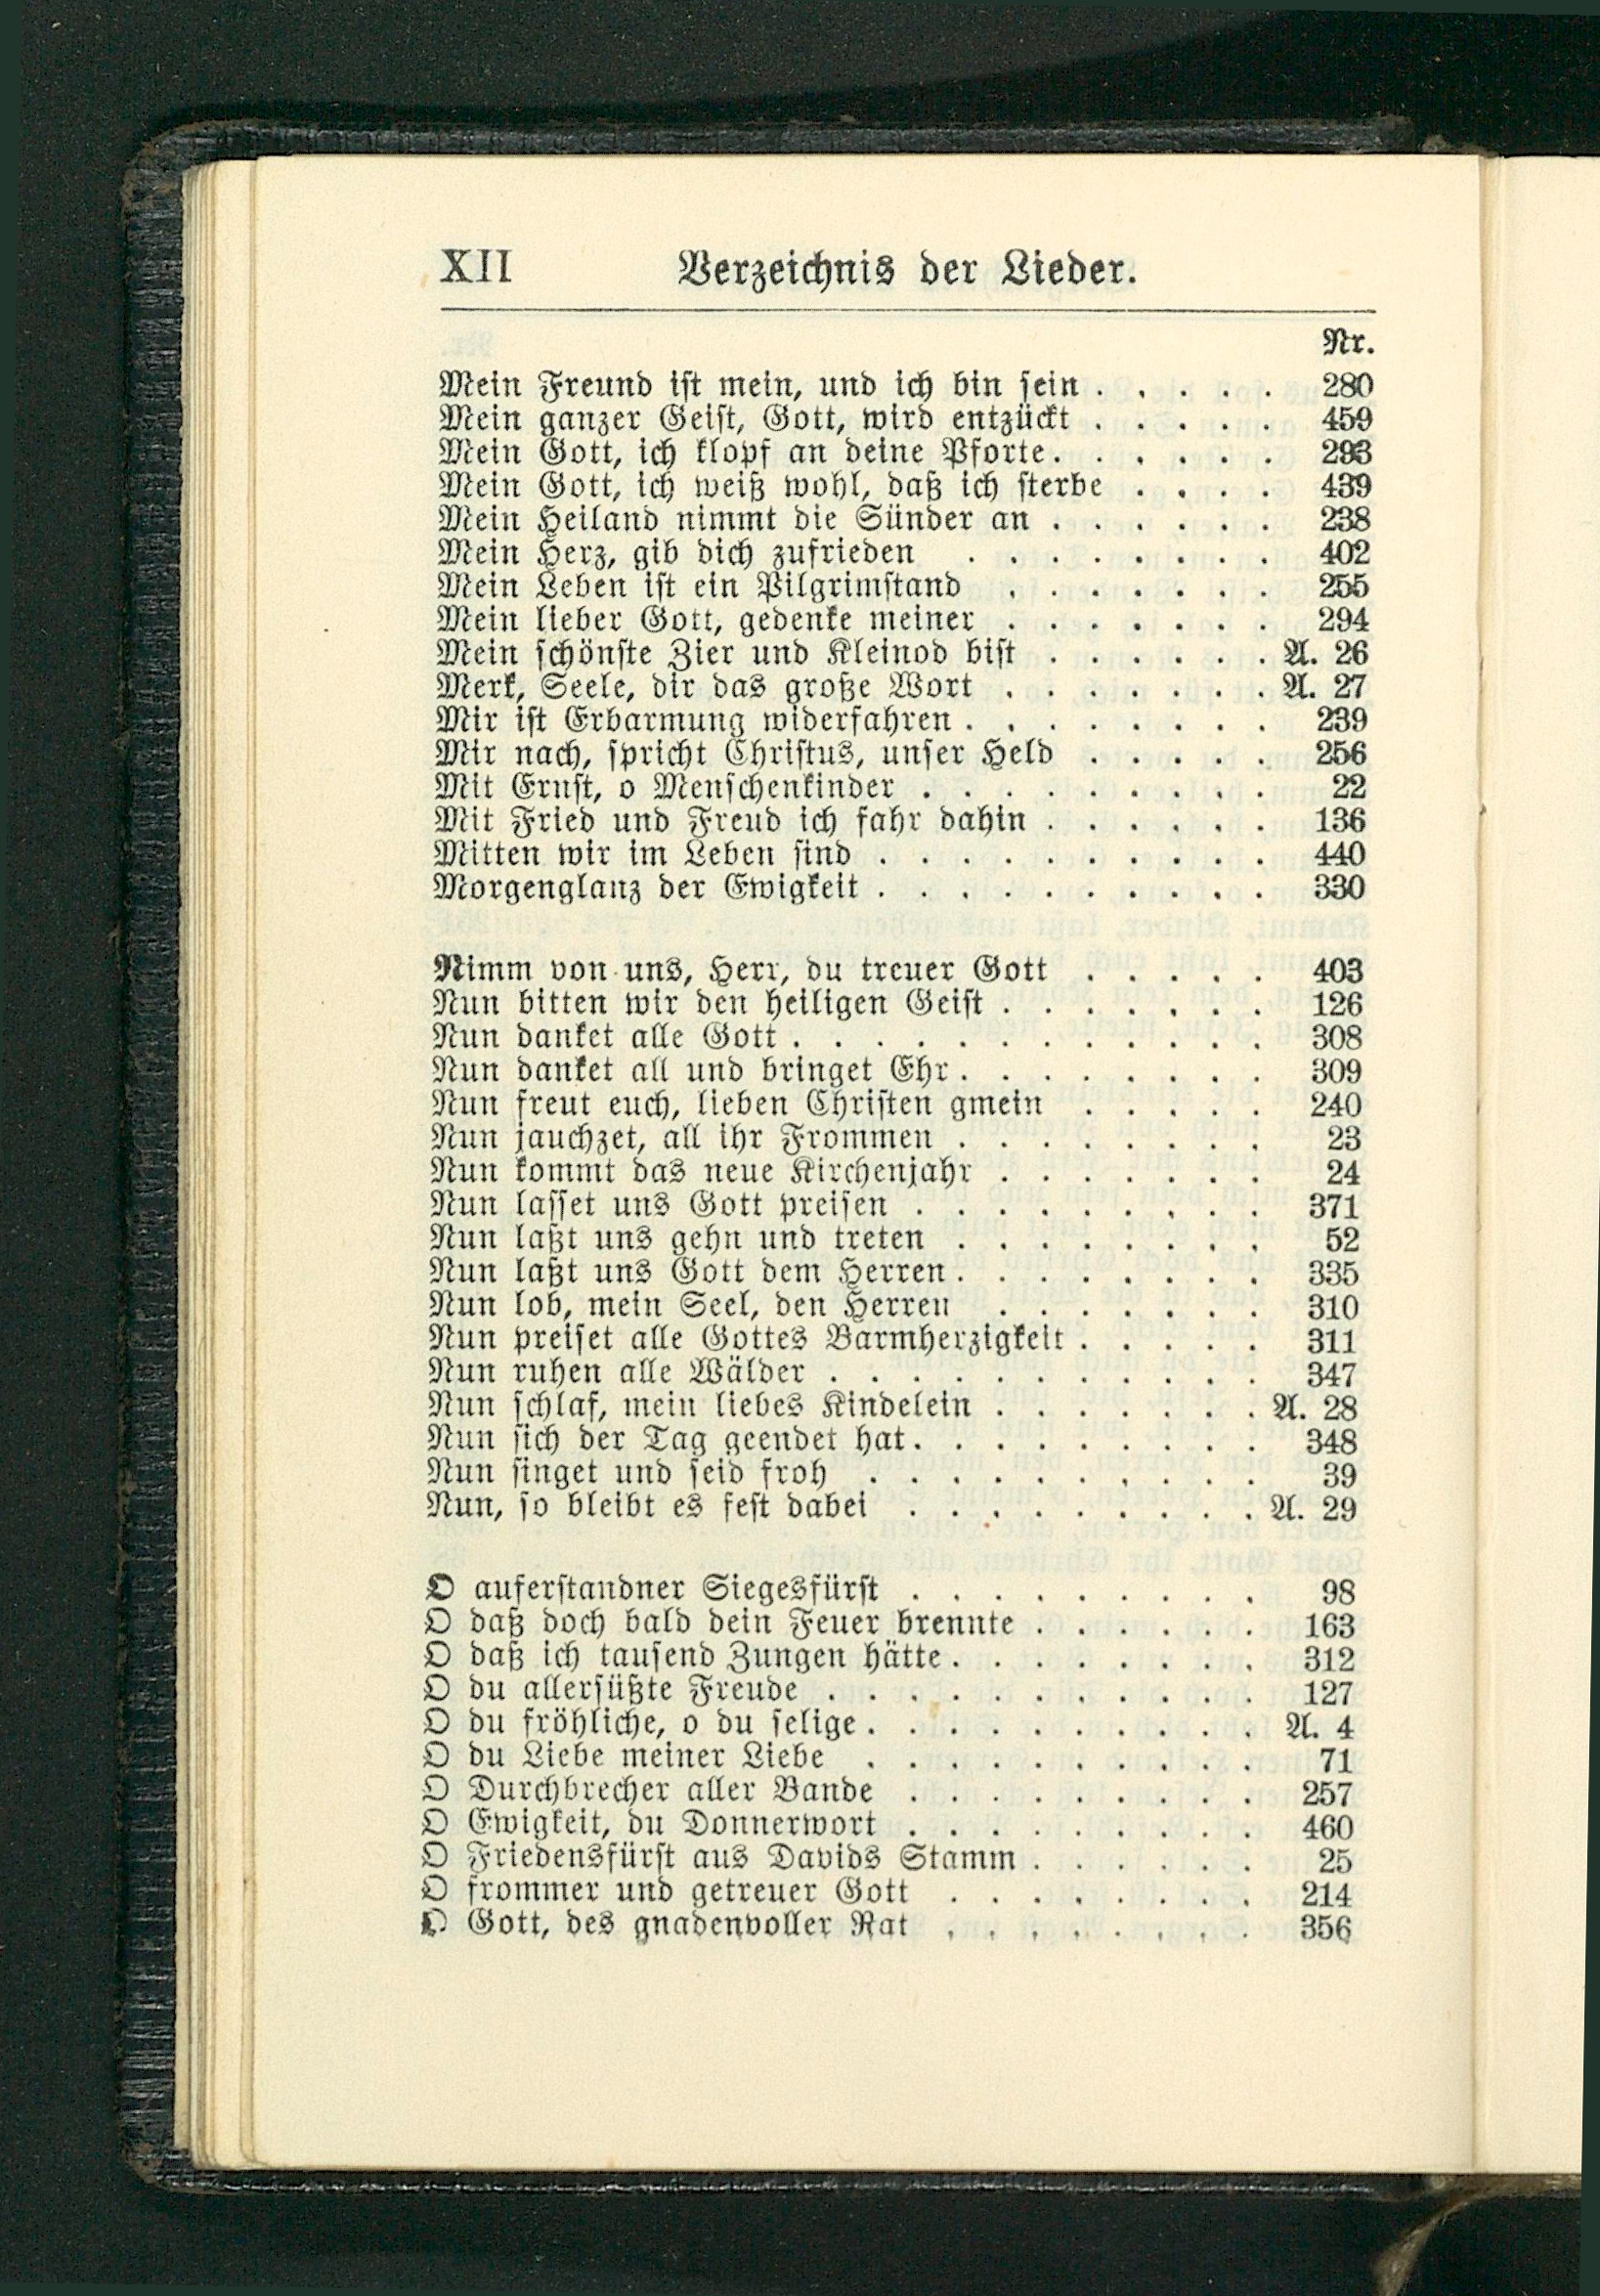 XII Verzeichnis der Lieder.
Nr.
Mein Freund ist mein, und ich bin sein . . . . . 280
Mein ganzer Geist, Gott, wird entzückt . . . . . 459
Mein Gott, ich klopf an deine Pforte . . . . . . 293
Mein Gott, ich weiß wohl, daß ich sterbe . . . . 439
Mein Heiland nimmt die Sünder an . . . . . . 238
Mein Herz, gib dich zufrieden . . . . . . . . 402
Mein Leben ist ein Pilgrimstand . . . . . . . 255
Mein lieber Gott, gedenke meiner . . . . . . . 294
Mein schönste Zier und Kleinod bist . . . . . . A. 26
Merk, Seele, dir das große Wort . . . . . . . A. 27
Mir ist Erbarmung widerfahren . . . . . . . . 239
Mir nach, spricht Christus, unser Held . . . . . 256
Mit Ernst, o Menschenkinder . . . . . . . . . 22
Mit Fried und Freud ich fahr dahin . . . . . . 136
Mitten wir im Leben sind . . . . . . . . . . 440
Morgenglanz der Ewigkeit . . . . . . . . . . 330
Nimm von uns, Herr, du treuer Gott . . . . . 403
Nun bitten wir den heiligen Geist . . . . . . . 126
Nun danket alle Gott . . . . . . . . . . . . 308
Nun danket all und bringet Ehr . . . . . . . . 309
Nun freut euch, lieben Christen gmein . . . . . 240
Nun jauchzet, all ihr Frommen . . . . . . . . 23
Nun kommt das neue Kirchenjahr . . . . . . . 24
Nun lasset uns Gott preisen . . . . . . . . . 371
Nun laßt uns gehn und treten . . . . . . . . 52
Nun laßt uns Gott dem Herren . . . . . . . . 335
Nun lob, mein Seel, den Herren . . . . . . . 310
Nun preiset alle Gottes Barmherzigkeit . . . . . 311
Nun ruhen alle Wälder . . . . . . . . . . . 347
Nun schlaf, mein liebes Kindelein . . . . . . . A. 28
Nun sich der Tag geendet hat . . . . . . . . . 348
Nun singet und seid froh . . . . . . . . . . 39
Nun, so bleibt es fest dabei . . . . . . . . . A. 29
O auferstandner Siegesfürst . . . . . . . . . 98
O daß doch bald dein Feuer brennte . . . . . . 163
O daß ich tausend Zungen hätte . . . . . . . . 312
O du allersüßte Freude . . . . . . . . . . . 127
O du fröhliche, o du selige . . . . . . . . . . A. 4
O du Liebe meiner Liebe . . . . . . . . . . 71
O Durchbrecher aller Bande . . . . . . . . . 257
O Ewigkeit, du Donnerwort . . . . . . . . . 460
O Friedensfürst aus Davids Stamm . . . . . . 25
O frommer und getreuer Gott . . . . . . . . 214
O Gott, des gnadenvoller Rat . . . . . . . . 356